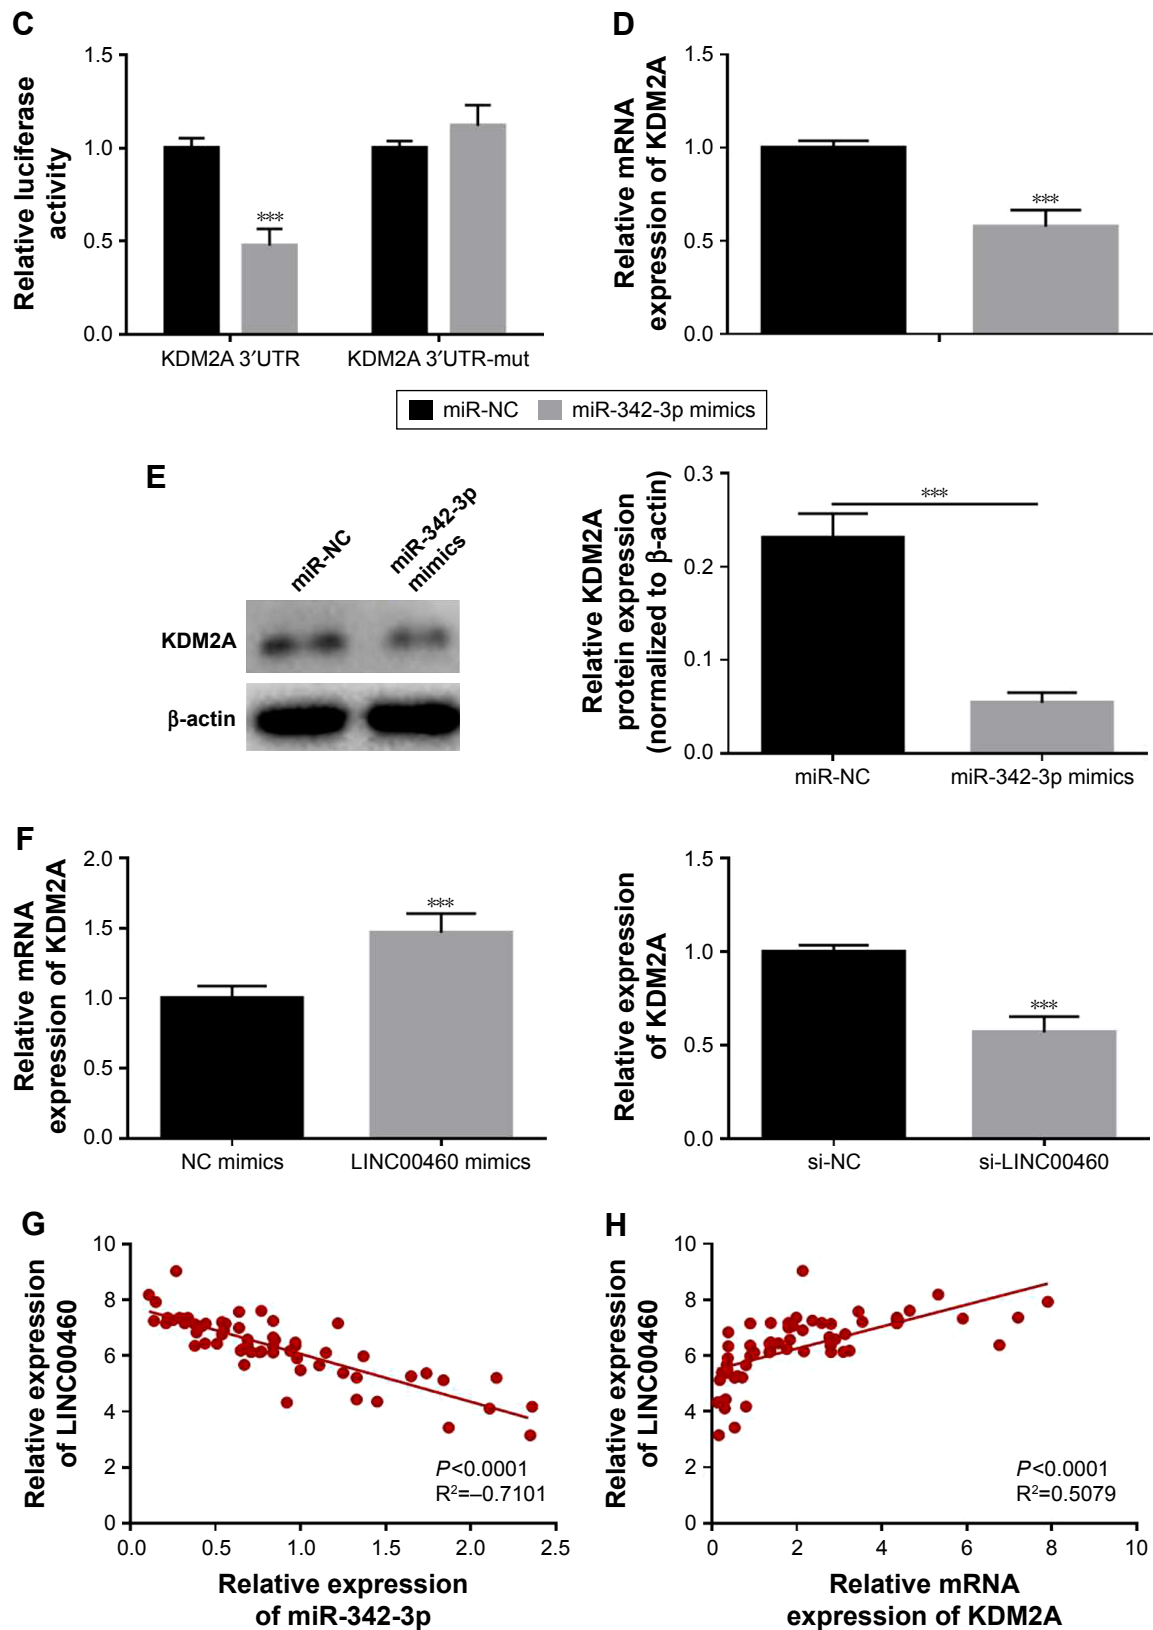 C
Relative luciferase
activity
1.5
1.0
0.5
0.0
***
KDM2A 3′UTR
KDM2A 3′UTR-mut
D
Relative mRNA
expression of KDM2A
1.5
1.0
0.5
0.0
***
miR-NC
miR-342-3p mimics
E
miR-NC
miR-342-3p
mimics
KDM2A
β-actin
Relative KDM2A
protein expression
(normalized to β-actin)
0.3
0.2
0.1
0.0
***
miR-NC
miR-342-3p mimics
F
Relative mRNA
expression of KDM2A
2.0
1.5
1.0
0.5
0.0
***
NC mimics
LINC00460 mimics
Relative expression
of KDM2A
1.5
1.0
0.5
0.0
***
si-NC
si-LINC00460
G
Relative expression
of LINC00460
10
8
6
4
2
0
P<0.0001
R²=–0.7101
0.0 0.5 1.0 1.5 2.0 2.5
Relative expression
of miR-342-3p
H
Relative expression
of LINC00460
10
8
6
4
2
0
P<0.0001
R²=0.5079
0 2 4 6 8 10
Relative mRNA
expression of KDM2A